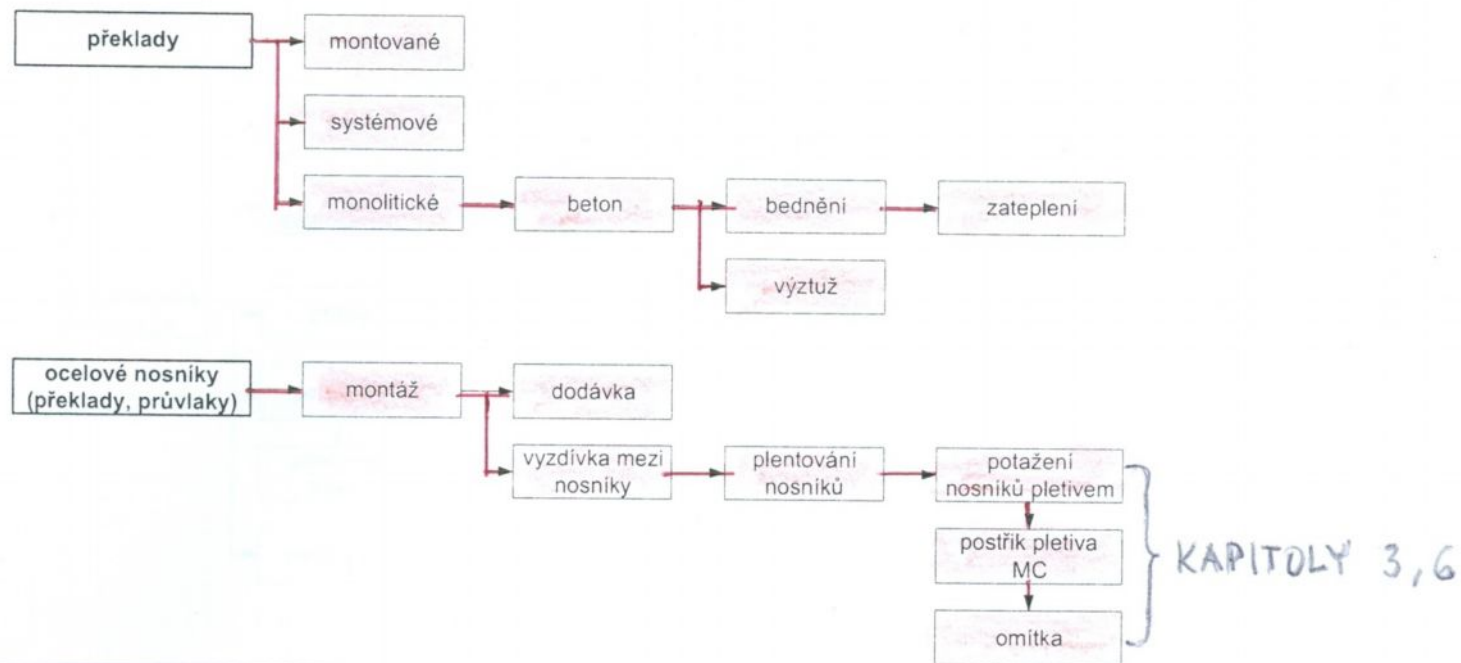 překlady
montované
systémové
monolitické
beton
bednění
zateplení
výztuž
ocelové nosníky
(překlady, průvlaky)
montáž
dodávka
vyzdívka mezi
nosníky
plentování
nosníků
potažení
nosníků pletivem
postřik pletiva
MC
omítka
KAPITOLY 3,6